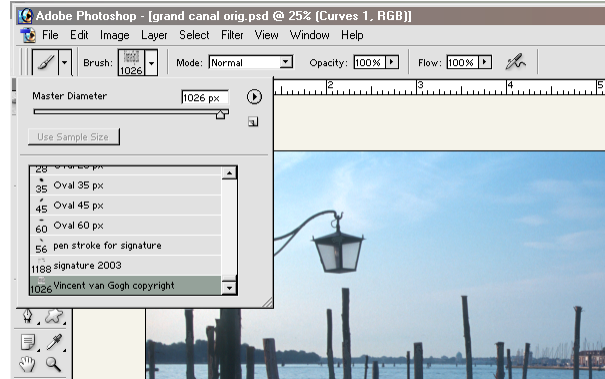 Adobe Photoshop - [grand canal orig.psd @ 25% (Curves 1, RGB)]
File Edit Image Layer Select Filter View Window Help
Brush: 1026 Mode: Normal Opacity: 100% Flow: 100%
2 3 4 5
Master Diameter 1026 px
Use Sample Size
28
35 Oval 35 px
45 Oval 45 px
60 Oval 60 px
56 pen stroke for signature
1188 signature 2003
1026 Vincent van Gogh copyright